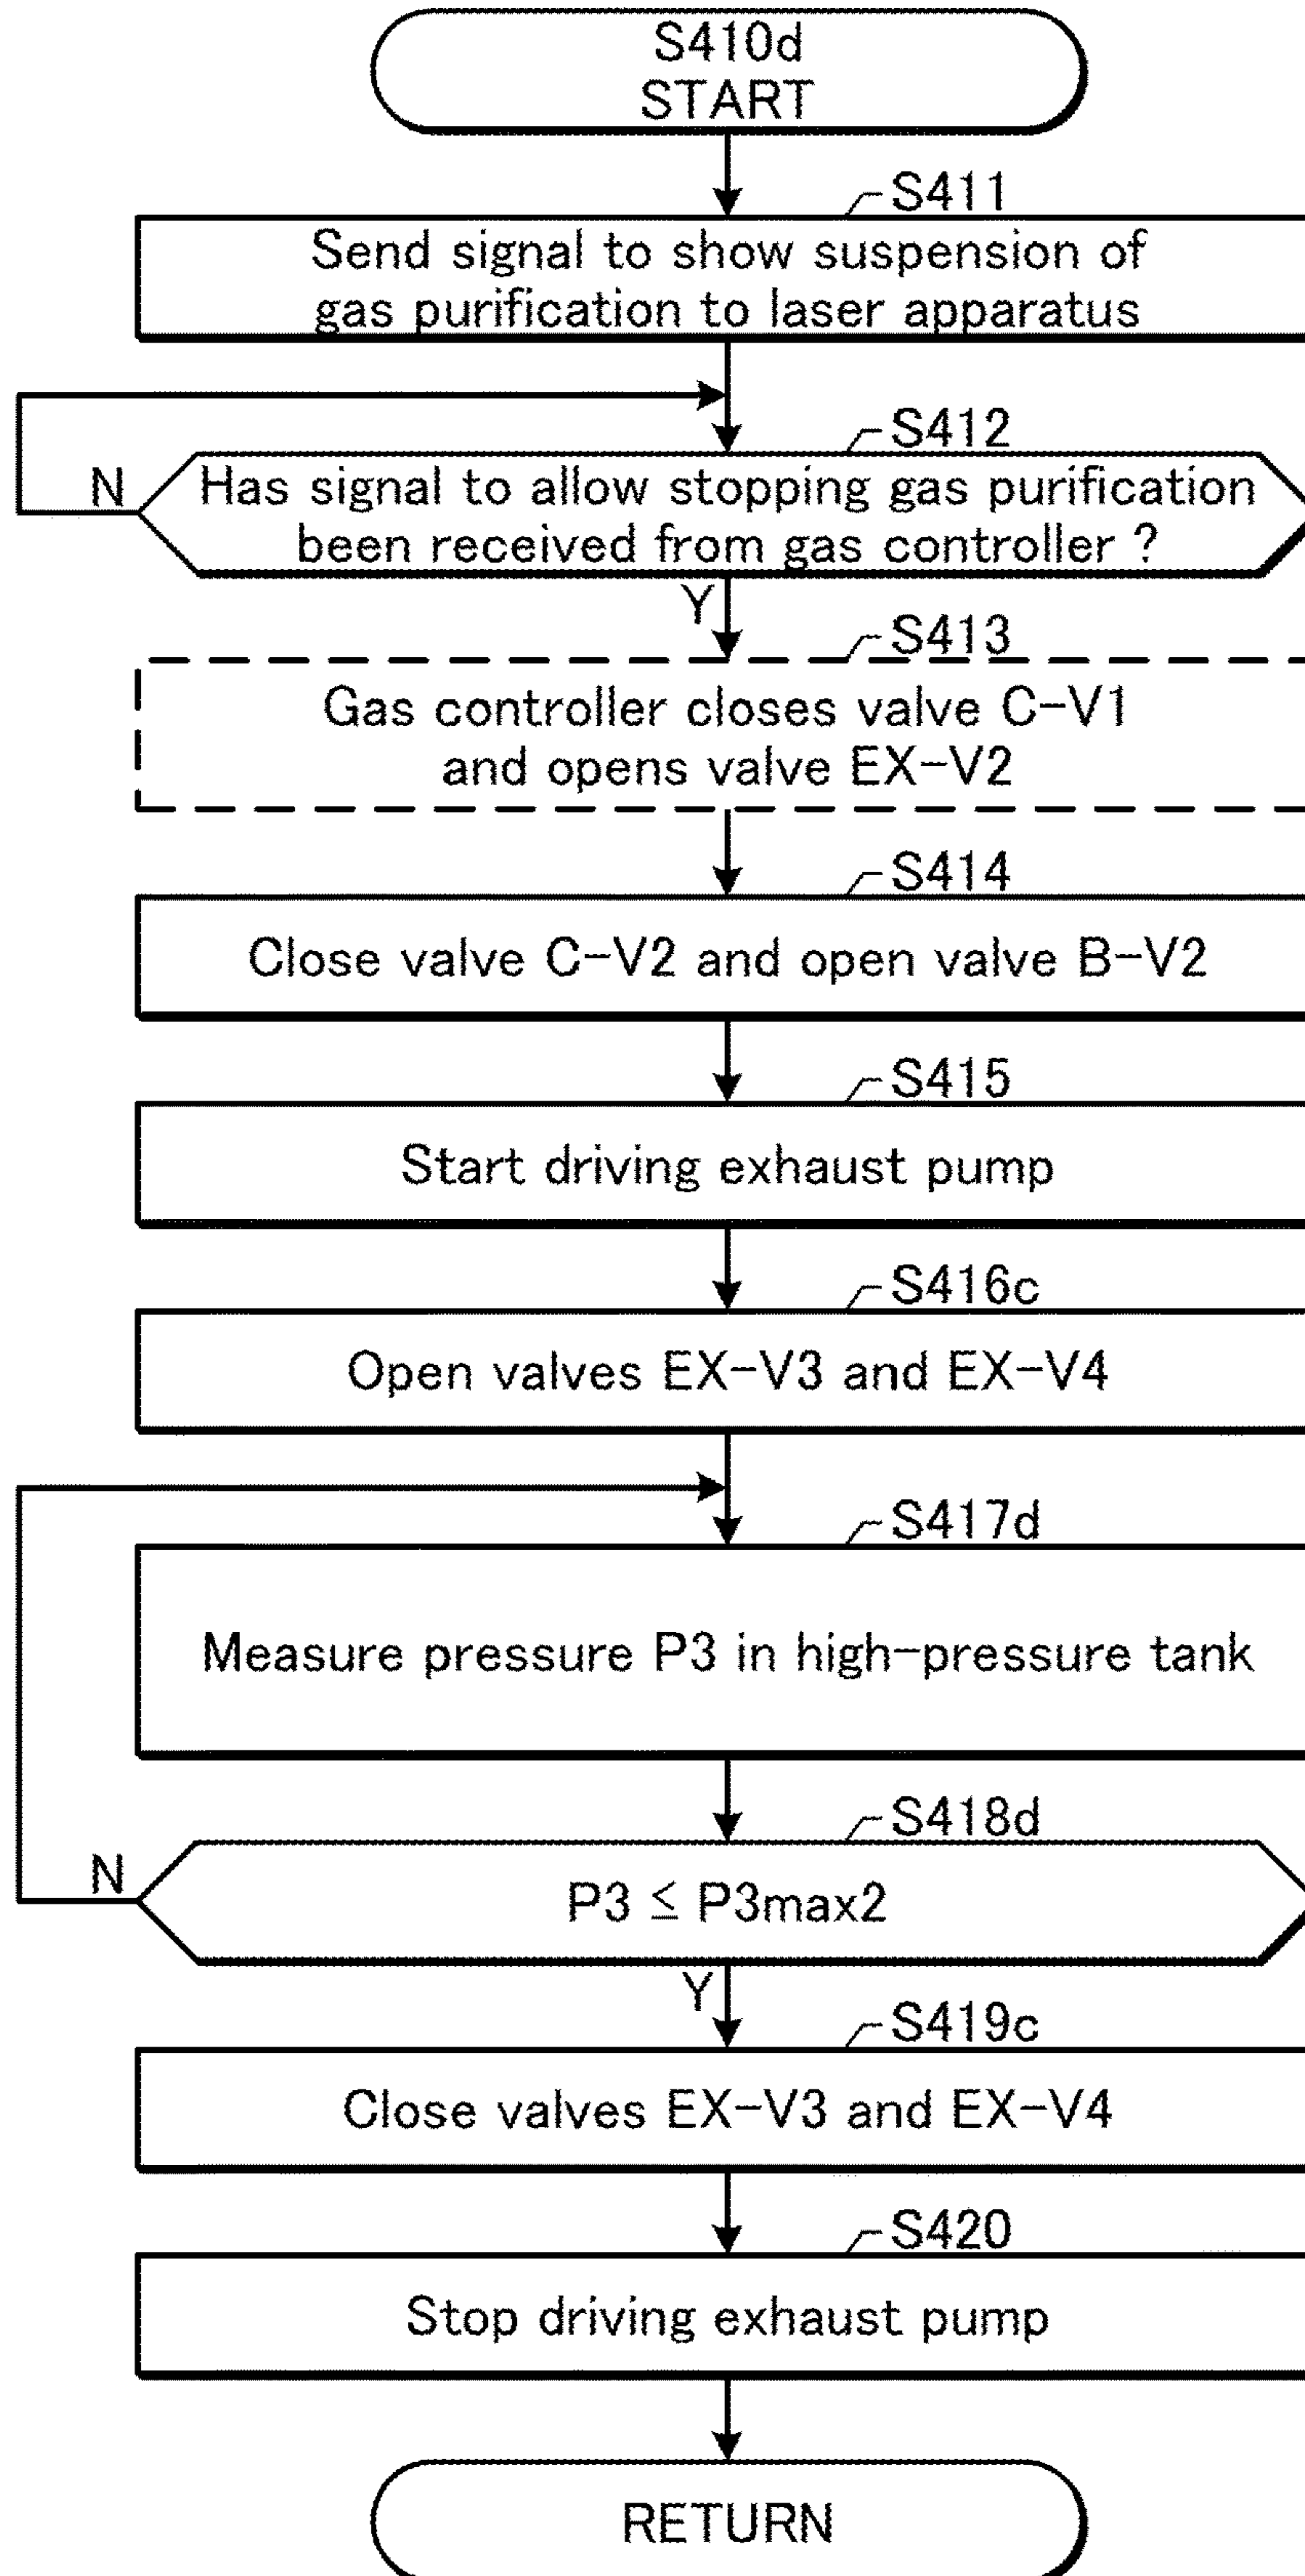 S410d
START
S411
Send signal to show suspension of
gas purification to laser apparatus
S412
N
Has signal to allow stopping gas purification
been received from gas controller ?
Y
S413
Gas controller closes valve C-V1
and opens valve EX-V2
S414
Close valve C-V2 and open valve B-V2
S415
Start driving exhaust pump
S416c
Open valves EX-V3 and EX-V4
S417d
Measure pressure P3 in high-pressure tank
S418d
N
P3 ≤ P3max2
Y
S419c
Close valves EX-V3 and EX-V4
S420
Stop driving exhaust pump
RETURN